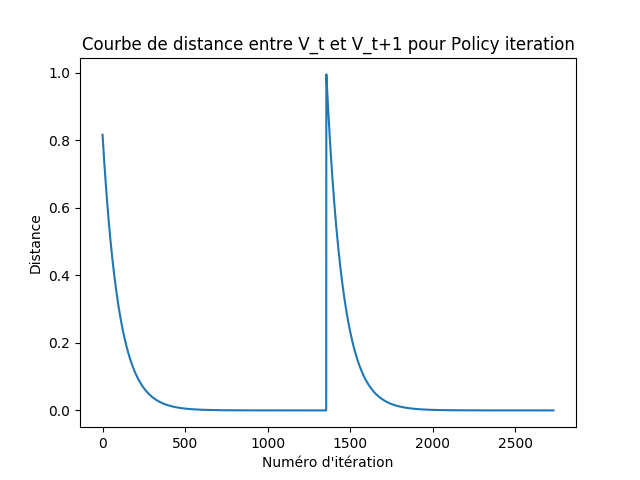 Courbe de distance entre V_t et V_t+1 pour Policy iteration
1.0
0.8
0.6
0.4
0.2
0.0
Distance
0 500 1000 1500 2000 2500
Numéro d'itération